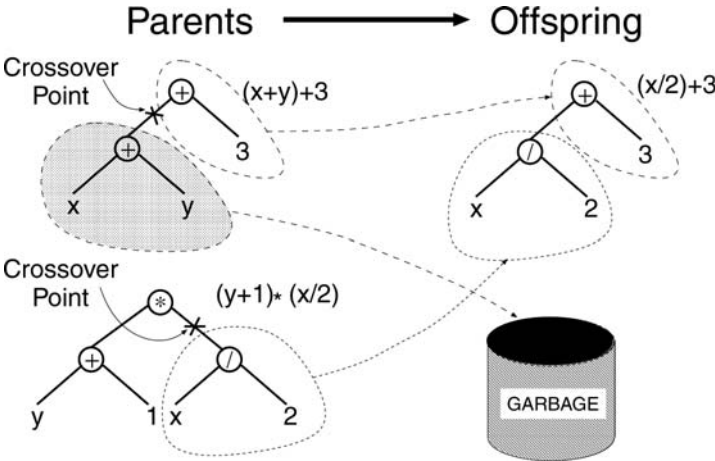 Parents
Offspring
Crossover
Point
(x+y)+3
+
3
+
x
y
(x/2)+3
+
3
/
x
2
Crossover
Point
(y+1)* (x/2)
*
+
/
y
1
x
2
GARBAGE